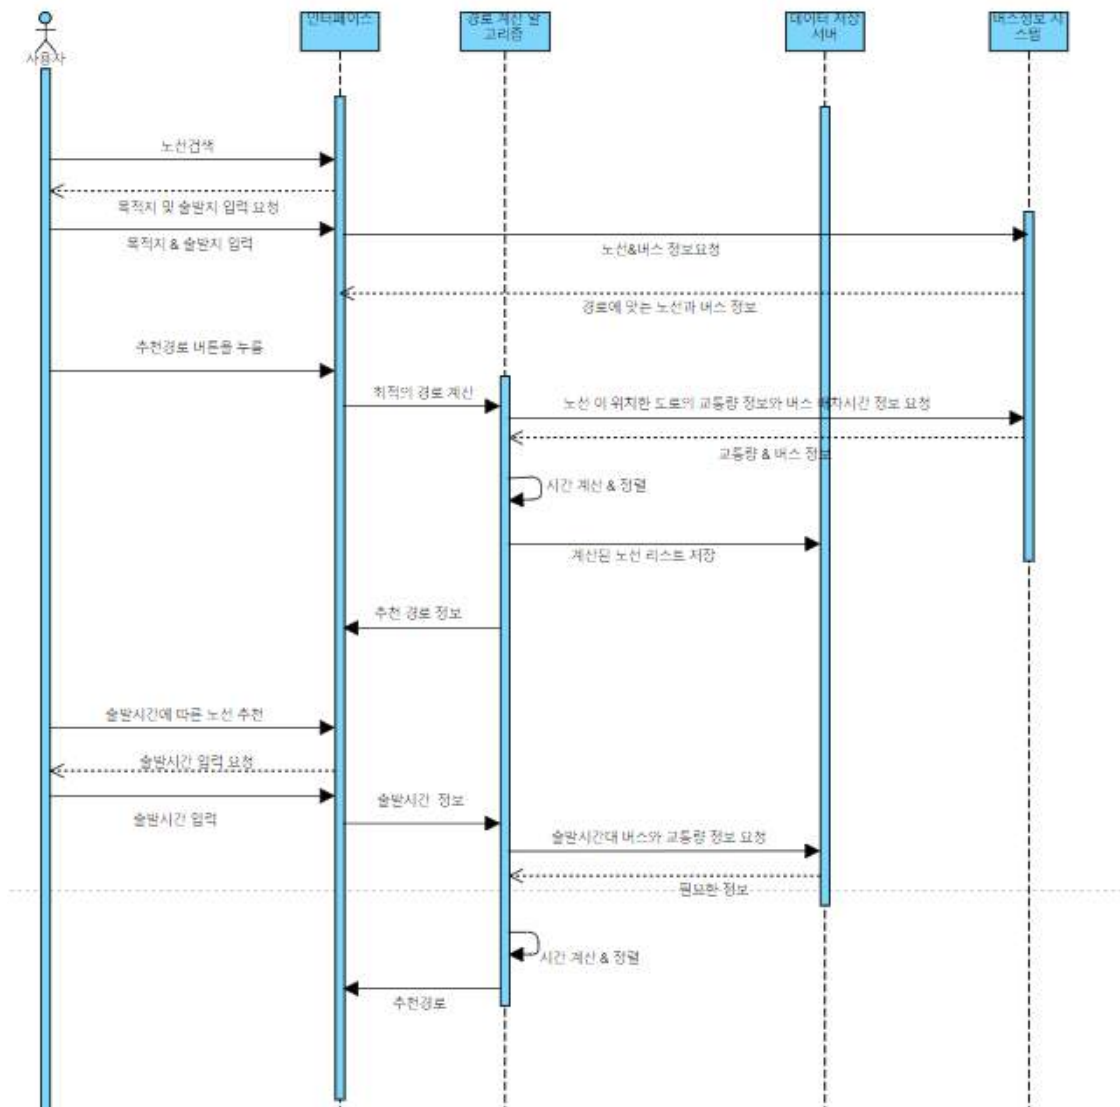 사용자
인터페이스
경로 계산 알
고리즘
데이터 저장
서버
버스정보 시
스템
노선검색
목적지 및 출발지 입력 요청
목적지 & 출발지 입력
노선&버스 정보요청
경로에 맞는 노선과 버스 정보
추천경로 버튼을 누름
최적의 경로 계산
노선 이 위치한 도로의 교통량 정보와 버스 배차시간 정보 요청
교통량 & 버스 정보
시간 계산 & 정렬
계산된 노선 리스트 저장
추천 경로 정보
출발시간에 따른 노선 추천
출발시간 입력 요청
출발시간 입력
출발시간 정보
출발시간대 버스와 교통량 정보 요청
필요한 정보
시간 계산 & 정렬
추천경로